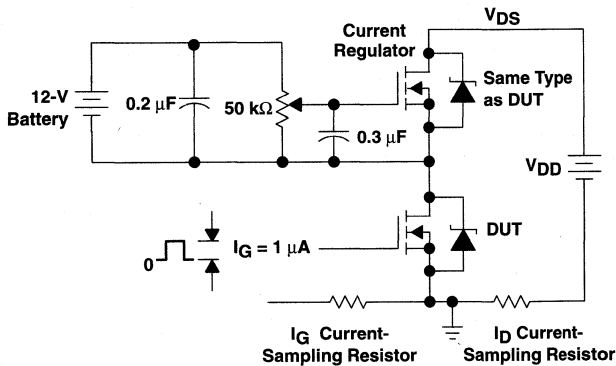 Current
Regulator
V_DS
12-V
Battery
0.2 µF
50 kΩ
0.3 µF
Same Type
as DUT
V_DD
0
I_G = 1 µA
DUT
I_G Current-
Sampling Resistor
I_D Current-
Sampling Resistor